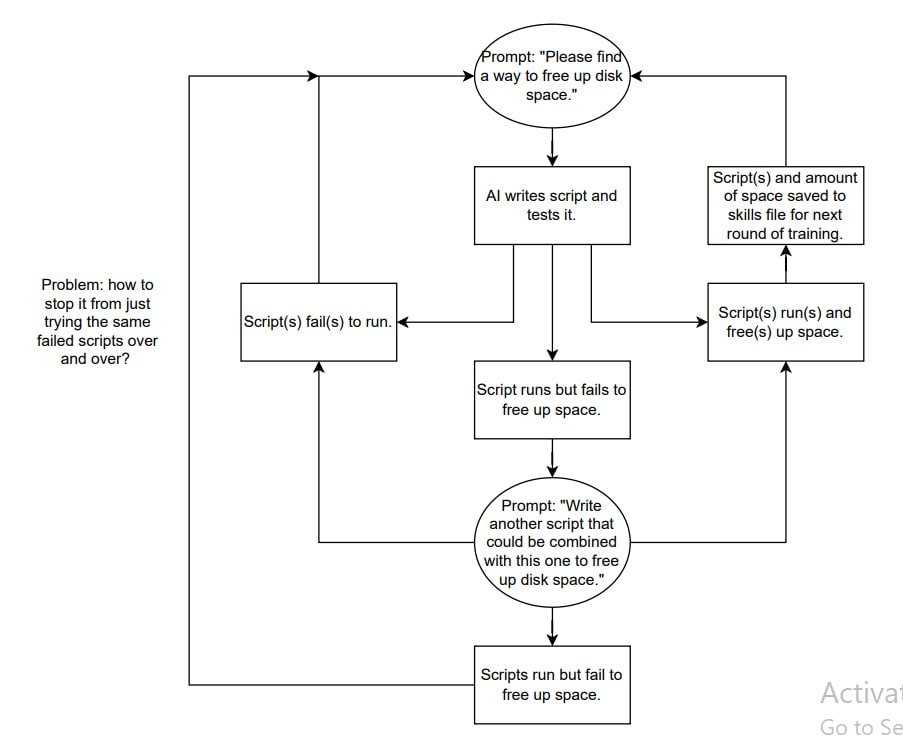 Prompt: "Please find
a way to free up disk
space."
AI writes script and
tests it.
Script(s) and amount
of space saved to
skills file for next
round of training.
Problem: how to
stop it from just
trying the same
failed scripts over
and over?
Script(s) fail(s) to run.
Script(s) run(s) and
free(s) up space.
Script runs but fails to
free up space.
Prompt: "Write
another script that
could be combined
with this one to free
up disk space."
Scripts run but fail to
free up space.
Activat
Go to Se